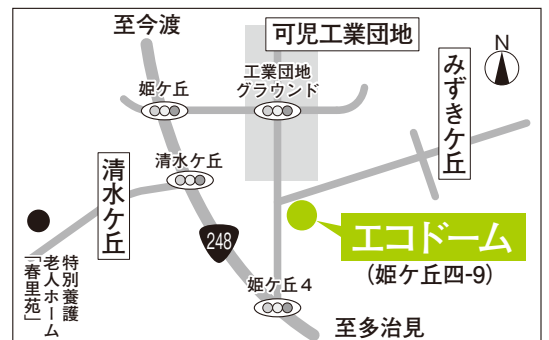 至今渡
可児工業団地
N
工業団地
グラウンド
姫ケ丘
みずきケ丘
清水ケ丘
清水ケ丘
248
エコドーム
(姫ケ丘四-9)
特別養護
老人ホーム
「春里苑」
姫ケ丘4
至多治見